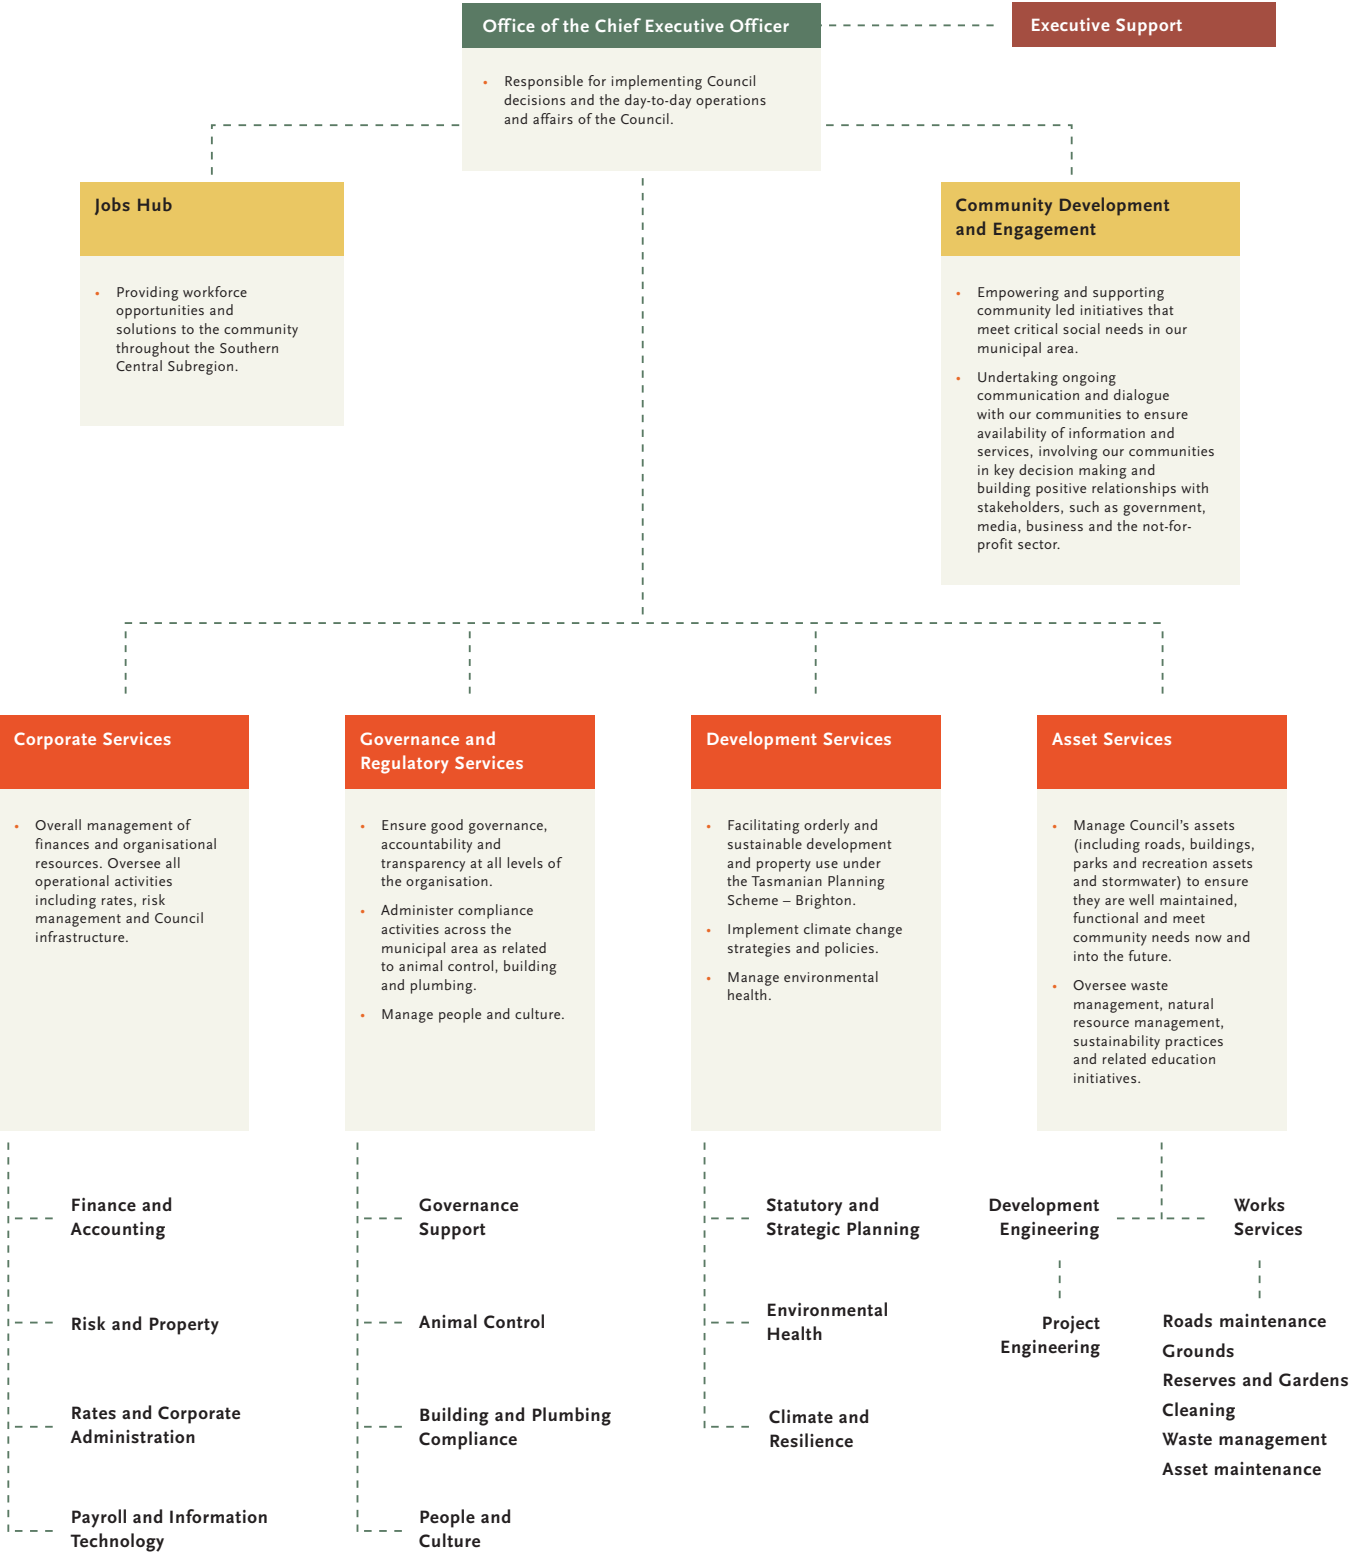 Office of the Chief Executive Officer
Executive Support
• Responsible for implementing Council
decisions and the day-to-day operations
and affairs of the Council.
Jobs Hub
• Providing workforce
opportunities and
solutions to the community
throughout the Southern
Central Subregion.
Community Development
and Engagement
• Empowering and supporting
community led initiatives that
meet critical social needs in our
municipal area.
• Undertaking ongoing
communication and dialogue
with our communities to ensure
availability of information and
services, involving our communities
in key decision making and
building positive relationships with
stakeholders, such as government,
media, business and the not-for-
profit sector.
Corporate Services
• Overall management of
finances and organisational
resources. Oversee all
operational activities
including rates, risk
management and Council
infrastructure.
Finance and
Accounting
Risk and Property
Rates and Corporate
Administration
Payroll and Information
Technology
Governance and
Regulatory Services
• Ensure good governance,
accountability and
transparency at all levels of
the organisation.
• Administer compliance
activities across the
municipal area as related
to animal control, building
and plumbing.
• Manage people and culture.
Governance
Support
Animal Control
Building and Plumbing
Compliance
People and
Culture
Development Services
• Facilitating orderly and
sustainable development
and property use under
the Tasmanian Planning
Scheme – Brighton.
• Implement climate change
strategies and policies.
• Manage environmental
health.
Statutory and
Strategic Planning
Environmental
Health
Climate and
Resilience
Asset Services
• Manage Council’s assets
(including roads, buildings,
parks and recreation assets
and stormwater) to ensure
they are well maintained,
functional and meet
community needs now and
into the future.
• Oversee waste
management, natural
resource management,
sustainability practices
and related education
initiatives.
Development
Engineering
Project
Engineering
Works
Services
Roads maintenance
Grounds
Reserves and Gardens
Cleaning
Waste management
Asset maintenance